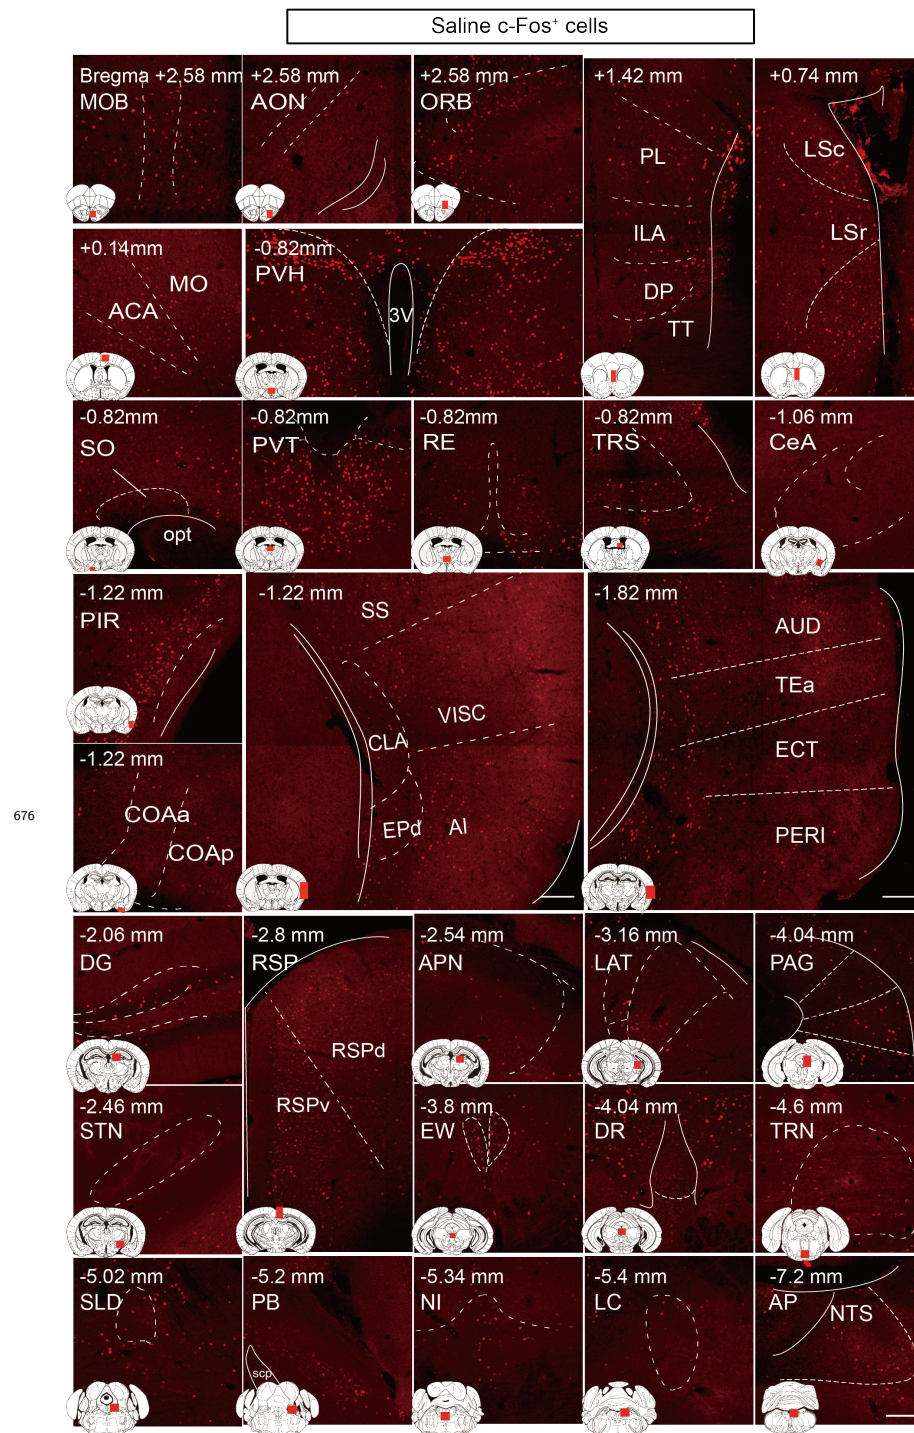 Saline c-Fos⁺ cells
Bregma +2.58 mm
MOB
+2.58 mm
AON
+2.58 mm
ORB
+1.42 mm
PL
ILA
DP
TT
+0.74 mm
LSc
LSr
+0.14mm
MO
ACA
-0.82mm
PVH
3V
-0.82mm
SO
opt
-0.82mm
PVT
-0.82mm
RE
-0.82mm
TRS
-1.06 mm
CeA
-1.22 mm
PIR
-1.22 mm
SS
VISC
CLA
EPd
AI
-1.82 mm
AUD
TEa
ECT
PERI
-1.22 mm
COAa
COAp
676
-2.06 mm
DG
-2.8 mm
RSP
RSPd
RSPv
-2.54 mm
APN
-3.16 mm
LAT
-4.04 mm
PAG
-2.46 mm
STN
-3.8 mm
EW
-4.04 mm
DR
-4.6 mm
TRN
-5.02 mm
SLD
-5.2 mm
PB
scp
-5.34 mm
NI
-5.4 mm
LC
-7.2 mm
AP
NTS